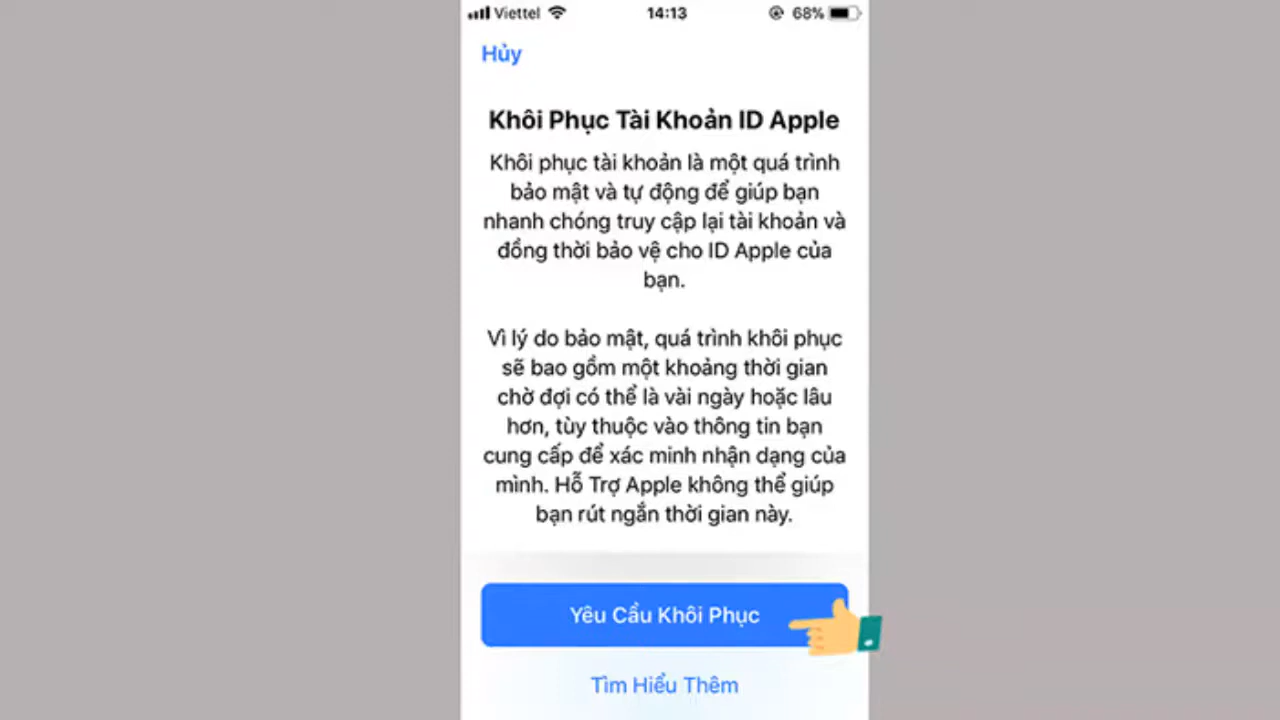 Viettel 14:13 68%
Hủy
Khôi Phục Tài Khoản ID Apple
Khôi phục tài khoản là một quá trình
bảo mật và tự động để giúp bạn
nhanh chóng truy cập lại tài khoản và
đồng thời bảo vệ cho ID Apple của
bạn.
Vì lý do bảo mật, quá trình khôi phục
sẽ bao gồm một khoảng thời gian
chờ đợi có thể là vài ngày hoặc lâu
hơn, tùy thuộc vào thông tin bạn
cung cấp để xác minh nhận dạng của
mình. Hỗ Trợ Apple không thể giúp
bạn rút ngắn thời gian này.
Yêu Cầu Khôi Phục
Tìm Hiểu Thêm